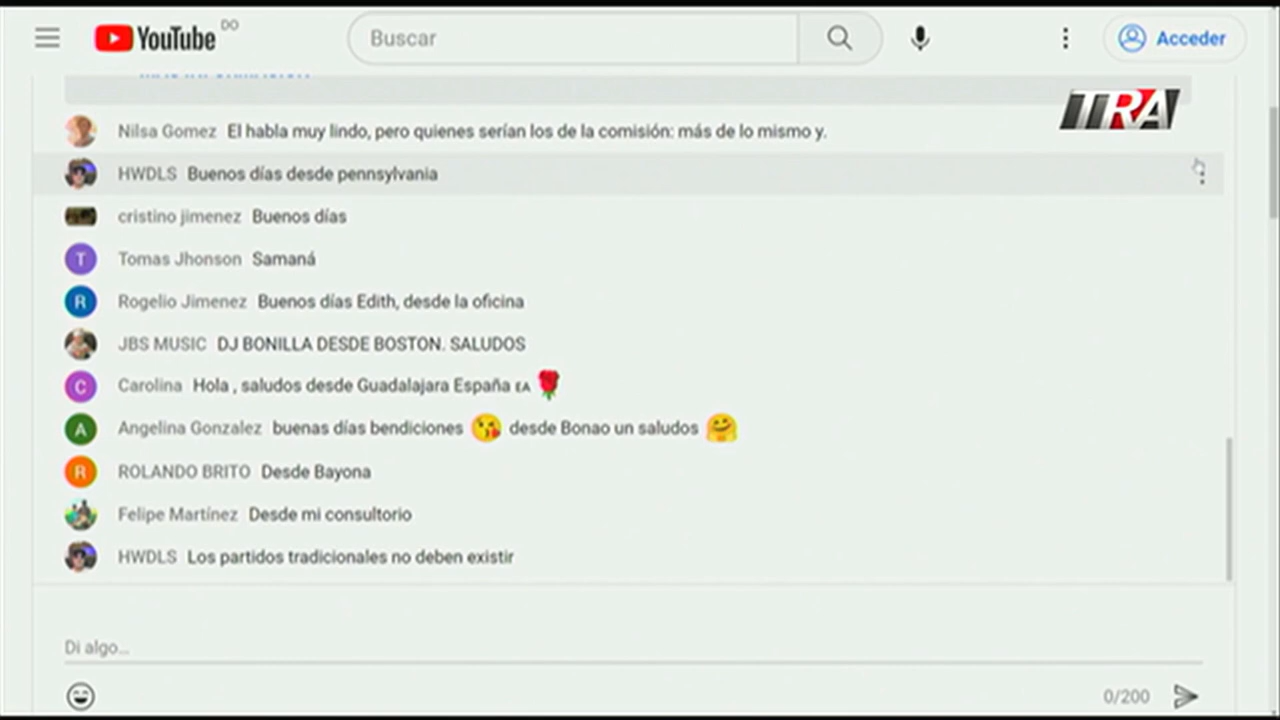 YouTube DO
Buscar
Acceder
TRA
Nilsa Gomez El habla muy lindo, pero quienes serían los de la comisión: más de lo mismo y.
HWDLS Buenos días desde pennsylvania
cristino jimenez Buenos días
T Tomas Jhonson Samaná
R Rogelio Jimenez Buenos días Edith, desde la oficina
JBS MUSIC DJ BONILLA DESDE BOSTON. SALUDOS
C Carolina Hola , saludos desde Guadalajara España ᴇᴀ
A Angelina Gonzalez buenas días bendiciones 😘 desde Bonao un saludos 🤗
R ROLANDO BRITO Desde Bayona
Felipe Martínez Desde mi consultorio
HWDLS Los partidos tradicionales no deben existir
Di algo...
0/200